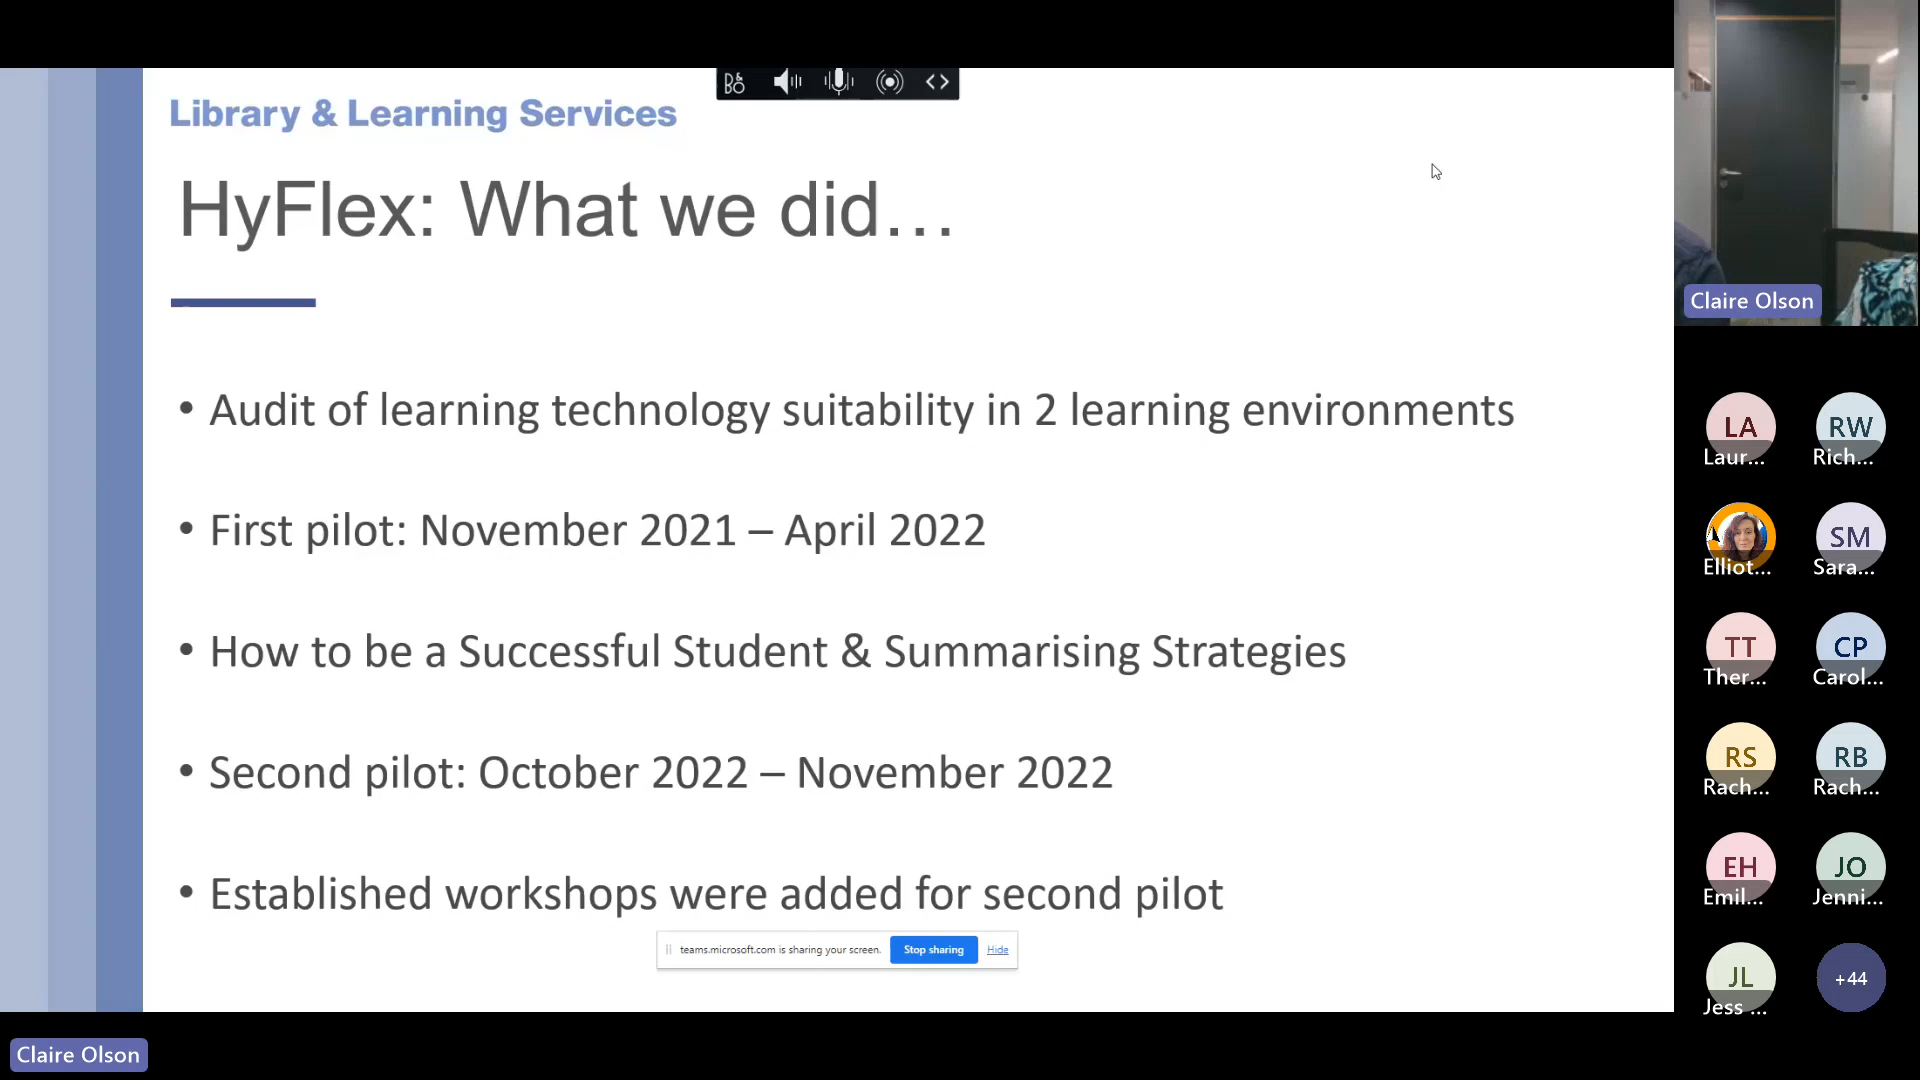 Library & Learning Services
HyFlex: What we did…
• Audit of learning technology suitability in 2 learning environments
• First pilot: November 2021 – April 2022
• How to be a Successful Student & Summarising Strategies
• Second pilot: October 2022 – November 2022
• Established workshops were added for second pilot
teams.microsoft.com is sharing your screen. Stop sharing Hide
Claire Olson
LA RW
Laur... Rich...
SM
Elliot... Sara...
TT CP
Ther... Carol...
RS RB
Rach... Rach...
EH JO
Emil... Jenni...
JL +44
Jess ...
Claire Olson